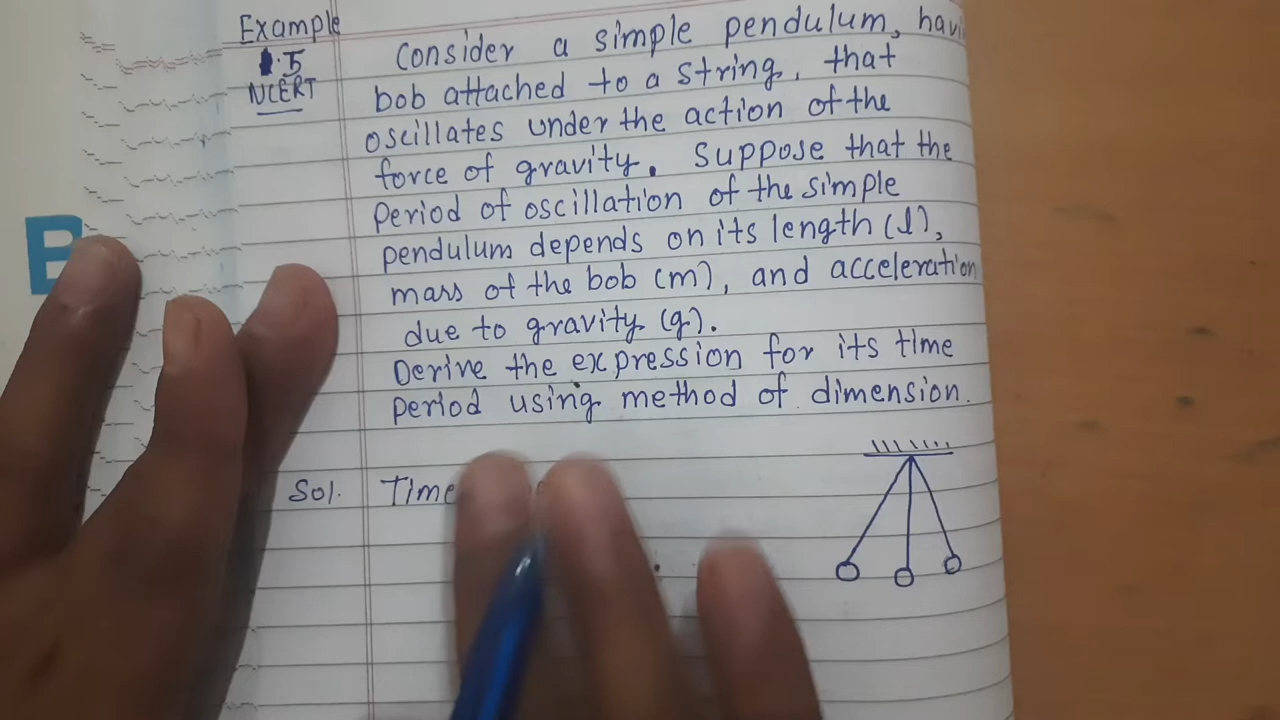 Example
1.5
NCERT
Consider a simple pendulum, havi
bob attached to a string, that
oscillates under the action of the
force of gravity. Suppose that the
Period of oscillation of the simple
pendulum depends on its length (l),
mass of the bob (m), and acceleration
due to gravity (g).
Derive the expression for its time
period using method of dimension.
Sol. Time
B